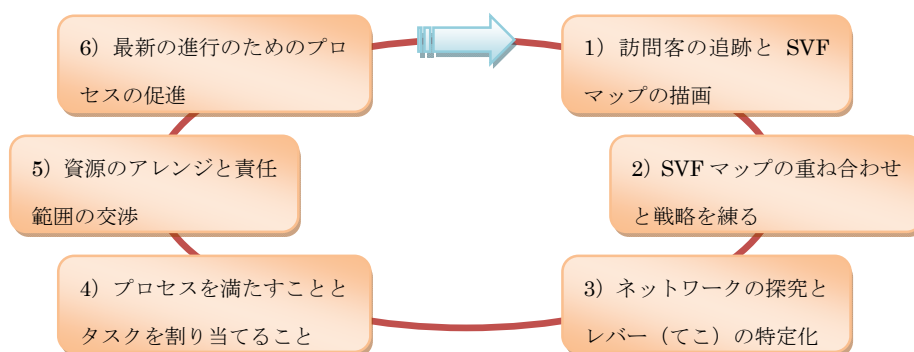 1）訪問客の追跡と SVF
マップの描画
2）SVF マップの重ね合わせ
と戦略を練る
3）ネットワークの探究と
レバー（てこ）の特定化
4）プロセスを満たすことと
タスクを割り当てること
5）資源のアレンジと責任
範囲の交渉
6）最新の進行のためのプロ
セスの促進